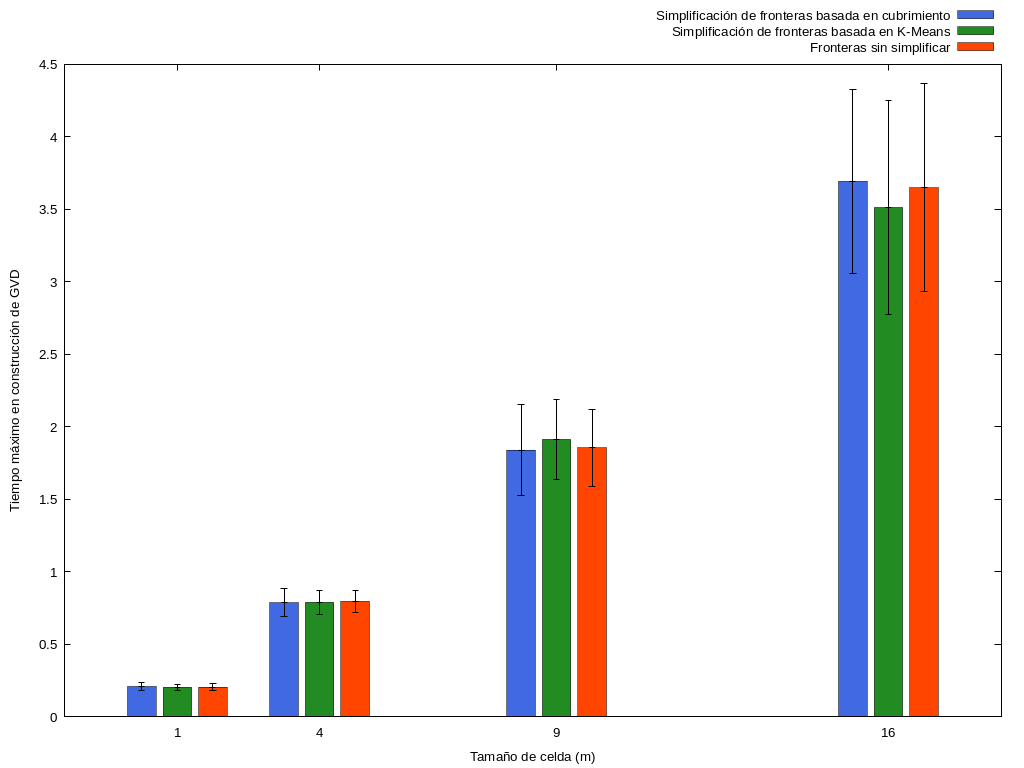 Simplificación de fronteras basada en cubrimiento
Simplificación de fronteras basada en K-Means
Fronteras sin simplificar
4.5
4
3.5
3
2.5
2
1.5
1
0.5
0
Tiempo máximo en construcción de GVD
1 4 9 16
Tamaño de celda (m)